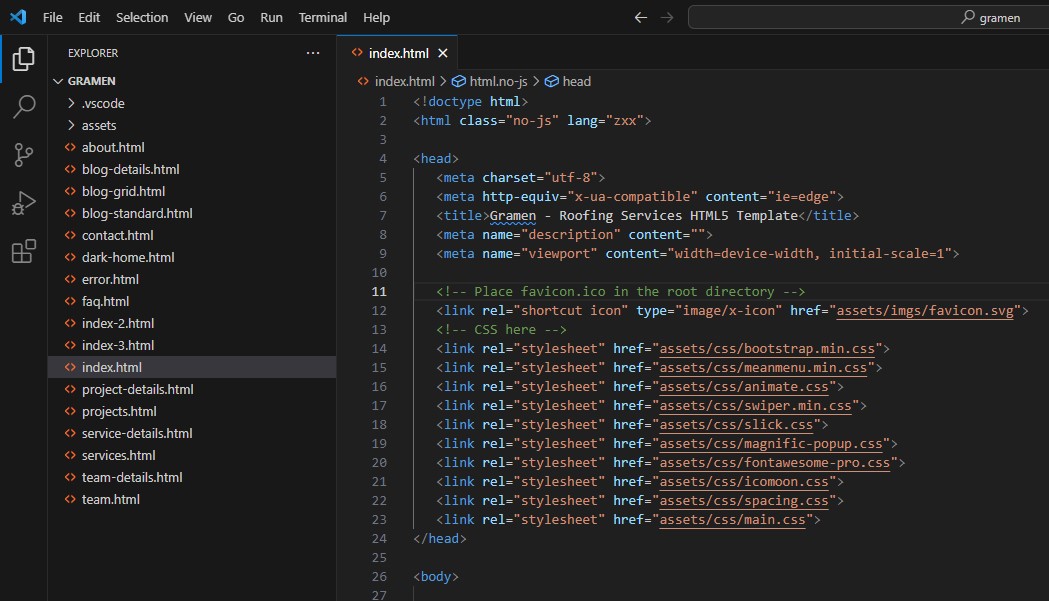 File Edit Selection View Go Run Terminal Help
gramen
EXPLORER ···
GRAMEN
.vscode
assets
about.html
blog-details.html
blog-grid.html
blog-standard.html
contact.html
dark-home.html
error.html
faq.html
index-2.html
index-3.html
index.html
project-details.html
projects.html
service-details.html
services.html
team-details.html
team.html
index.html
index.html > html.no-js > head
1 <!doctype html>
2 <html class="no-js" lang="zxx">
3
4 <head>
5 <meta charset="utf-8">
6 <meta http-equiv="x-ua-compatible" content="ie=edge">
7 <title>Gramen - Roofing Services HTML5 Template</title>
8 <meta name="description" content="">
9 <meta name="viewport" content="width=device-width, initial-scale=1">
10
11 <!-- Place favicon.ico in the root directory -->
12 <link rel="shortcut icon" type="image/x-icon" href="assets/imgs/favicon.svg">
13 <!-- CSS here -->
14 <link rel="stylesheet" href="assets/css/bootstrap.min.css">
15 <link rel="stylesheet" href="assets/css/meanmenu.min.css">
16 <link rel="stylesheet" href="assets/css/animate.css">
17 <link rel="stylesheet" href="assets/css/swiper.min.css">
18 <link rel="stylesheet" href="assets/css/slick.css">
19 <link rel="stylesheet" href="assets/css/magnific-popup.css">
20 <link rel="stylesheet" href="assets/css/fontawesome-pro.css">
21 <link rel="stylesheet" href="assets/css/icomoon.css">
22 <link rel="stylesheet" href="assets/css/spacing.css">
23 <link rel="stylesheet" href="assets/css/main.css">
24 </head>
25
26 <body>
27